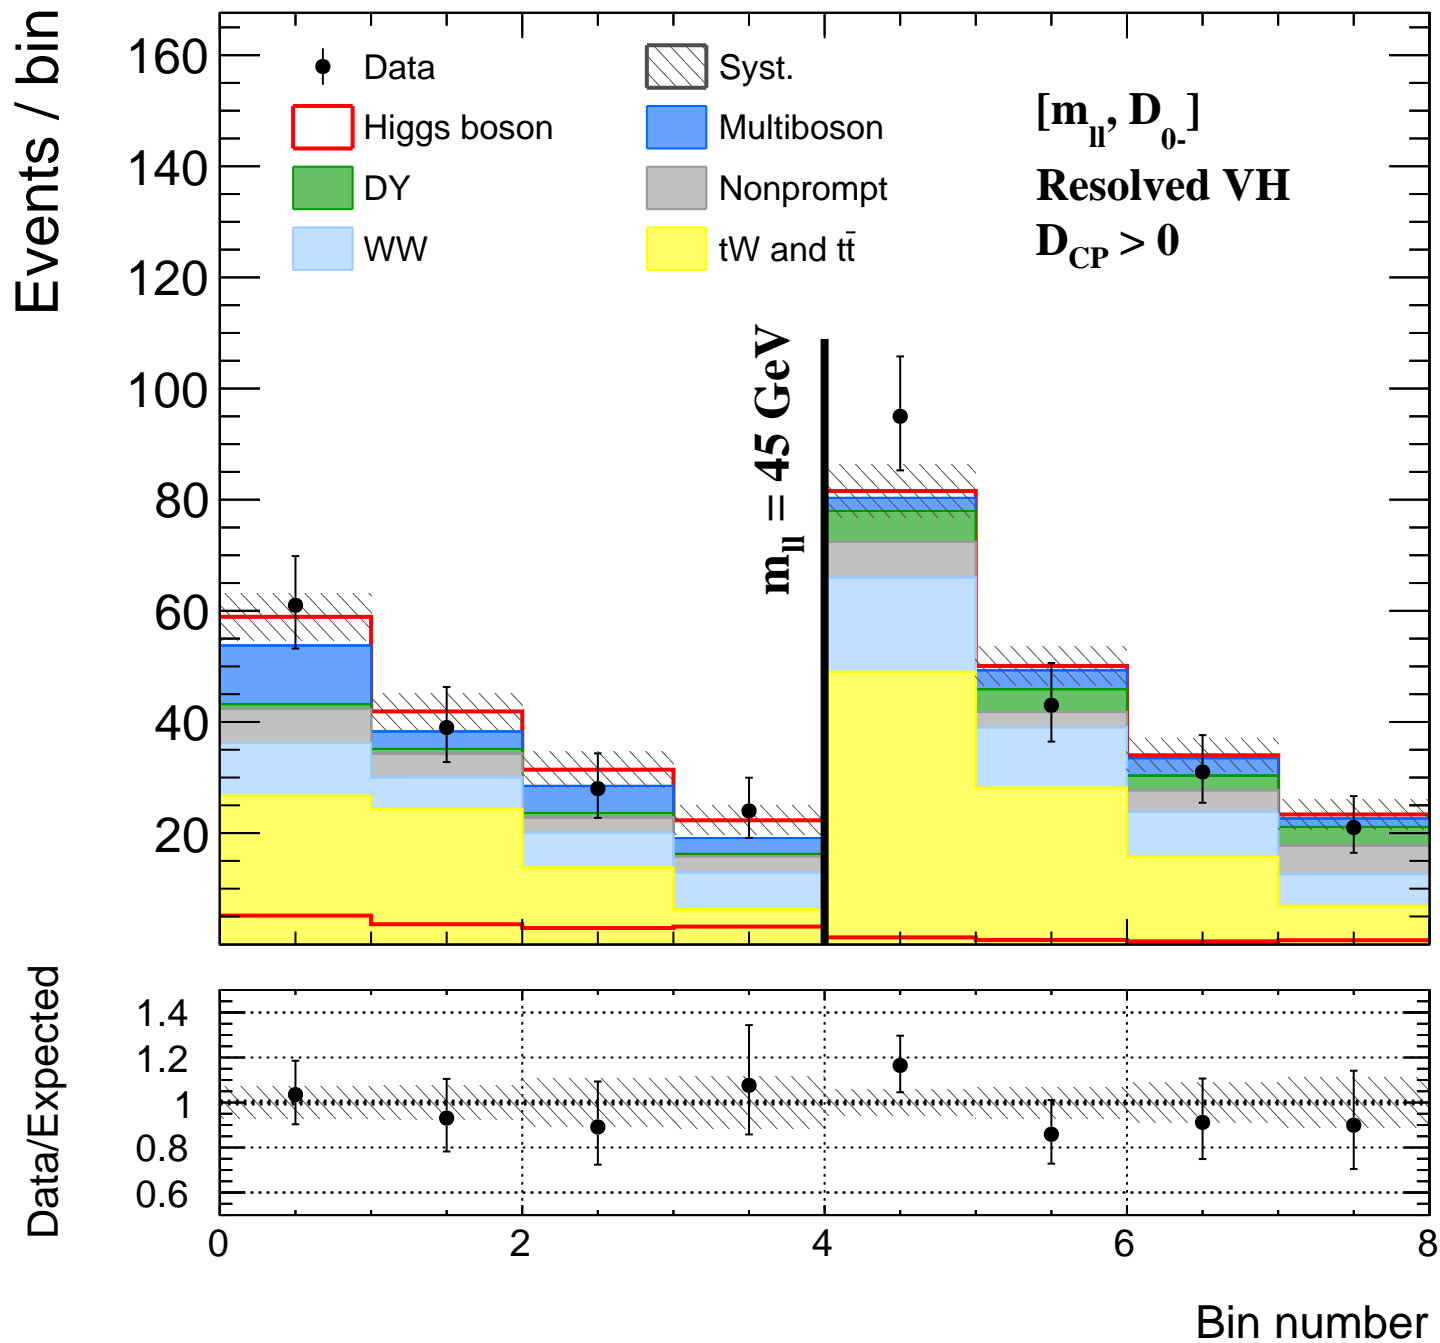 Events / bin
160
140
120
100
80
60
40
20
Data
Syst.
Higgs boson
Multiboson
DY
Nonprompt
WW
tW and tt̄
[m_ll, D_0-]
Resolved VH
D_CP > 0
m_ll = 45 GeV
Data/Expected
1.4
1.2
1
0.8
0.6
0 2 4 6 8
Bin number